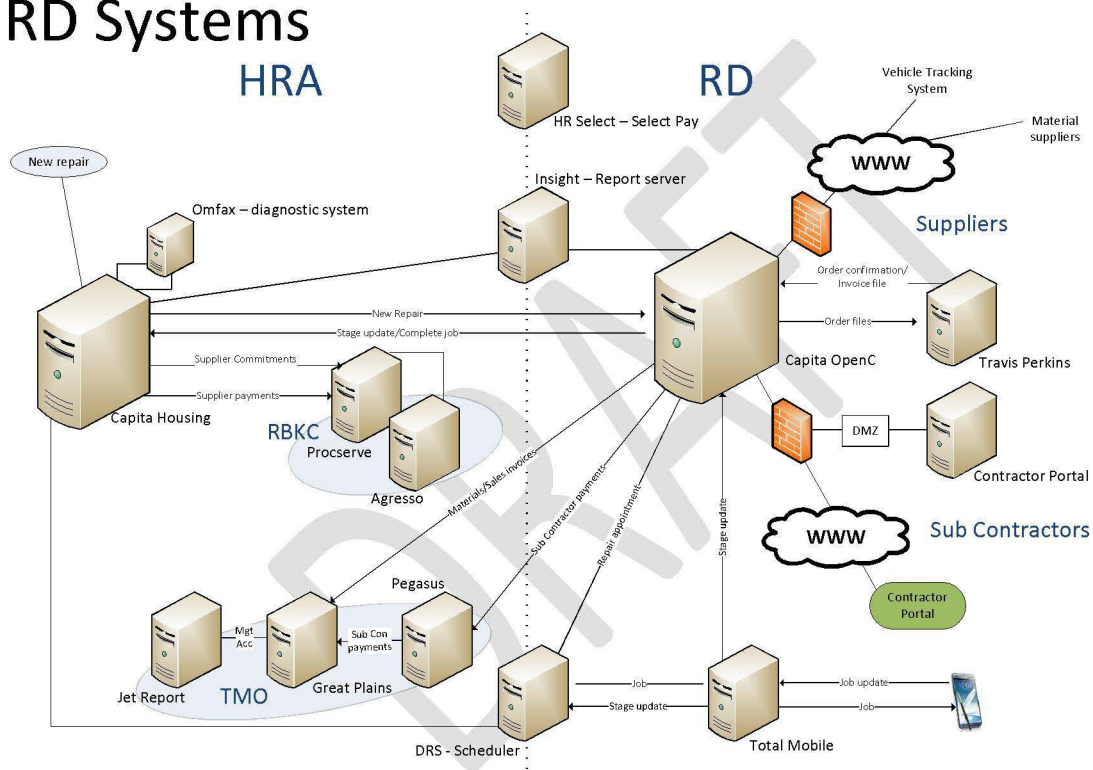 RD Systems
HRA
RD
Vehicle Tracking
System
Material
suppliers
HR Select – Select Pay
WWW
New repair
Insight – Report server
Omfax – diagnostic system
Suppliers
Order confirmation/
Invoice file
New Repair
Order files
Stage update/Complete job
Capita OpenC
Travis Perkins
Supplier Commitments
Supplier payments
Capita Housing
RBKC
Procserve
DMZ
Agresso
Contractor Portal
Materials/Sales invoices
Sub Contractor payments
Repair appointment
Stage update
WWW
Sub Contractors
Pegasus
Contractor
Portal
Mgt
Acc
Sub Con
payments
Jet Report
TMO
Great Plains
Job
Stage update
Job update
Job
DRS - Scheduler
Total Mobile
DRAFT